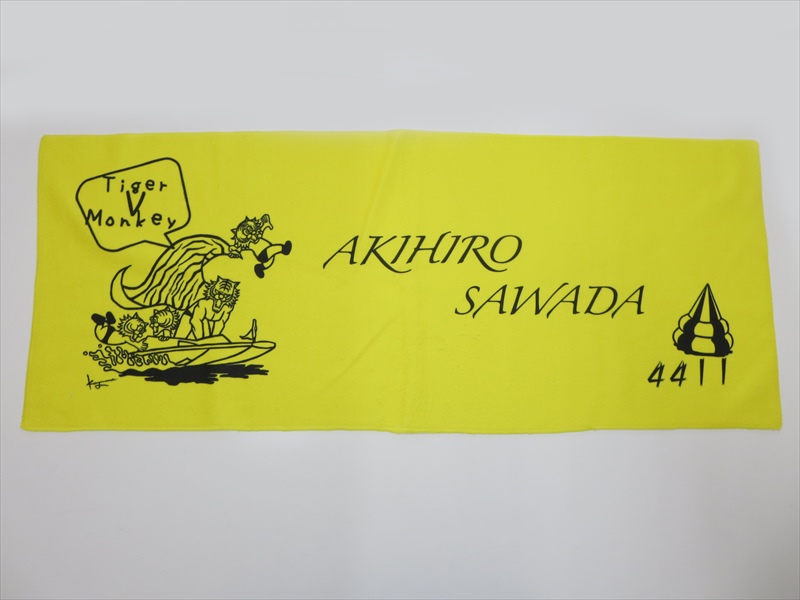 Tiger
V
Monkey
AKIHIRO
SAWADA
4411